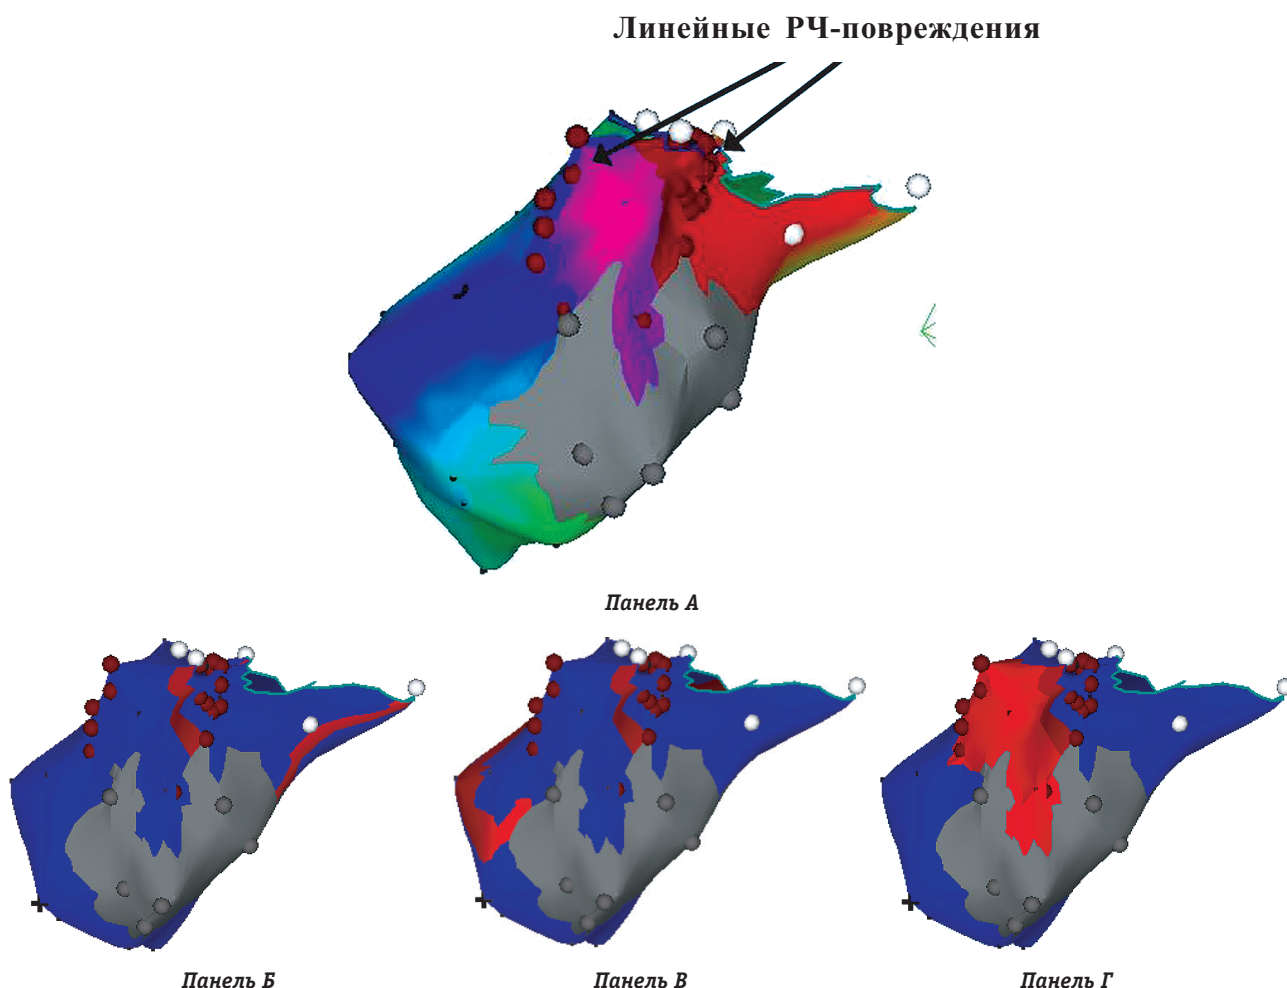 Линейные РЧ-повреждения
Панель А
Панель Б
Панель В
Панель Г